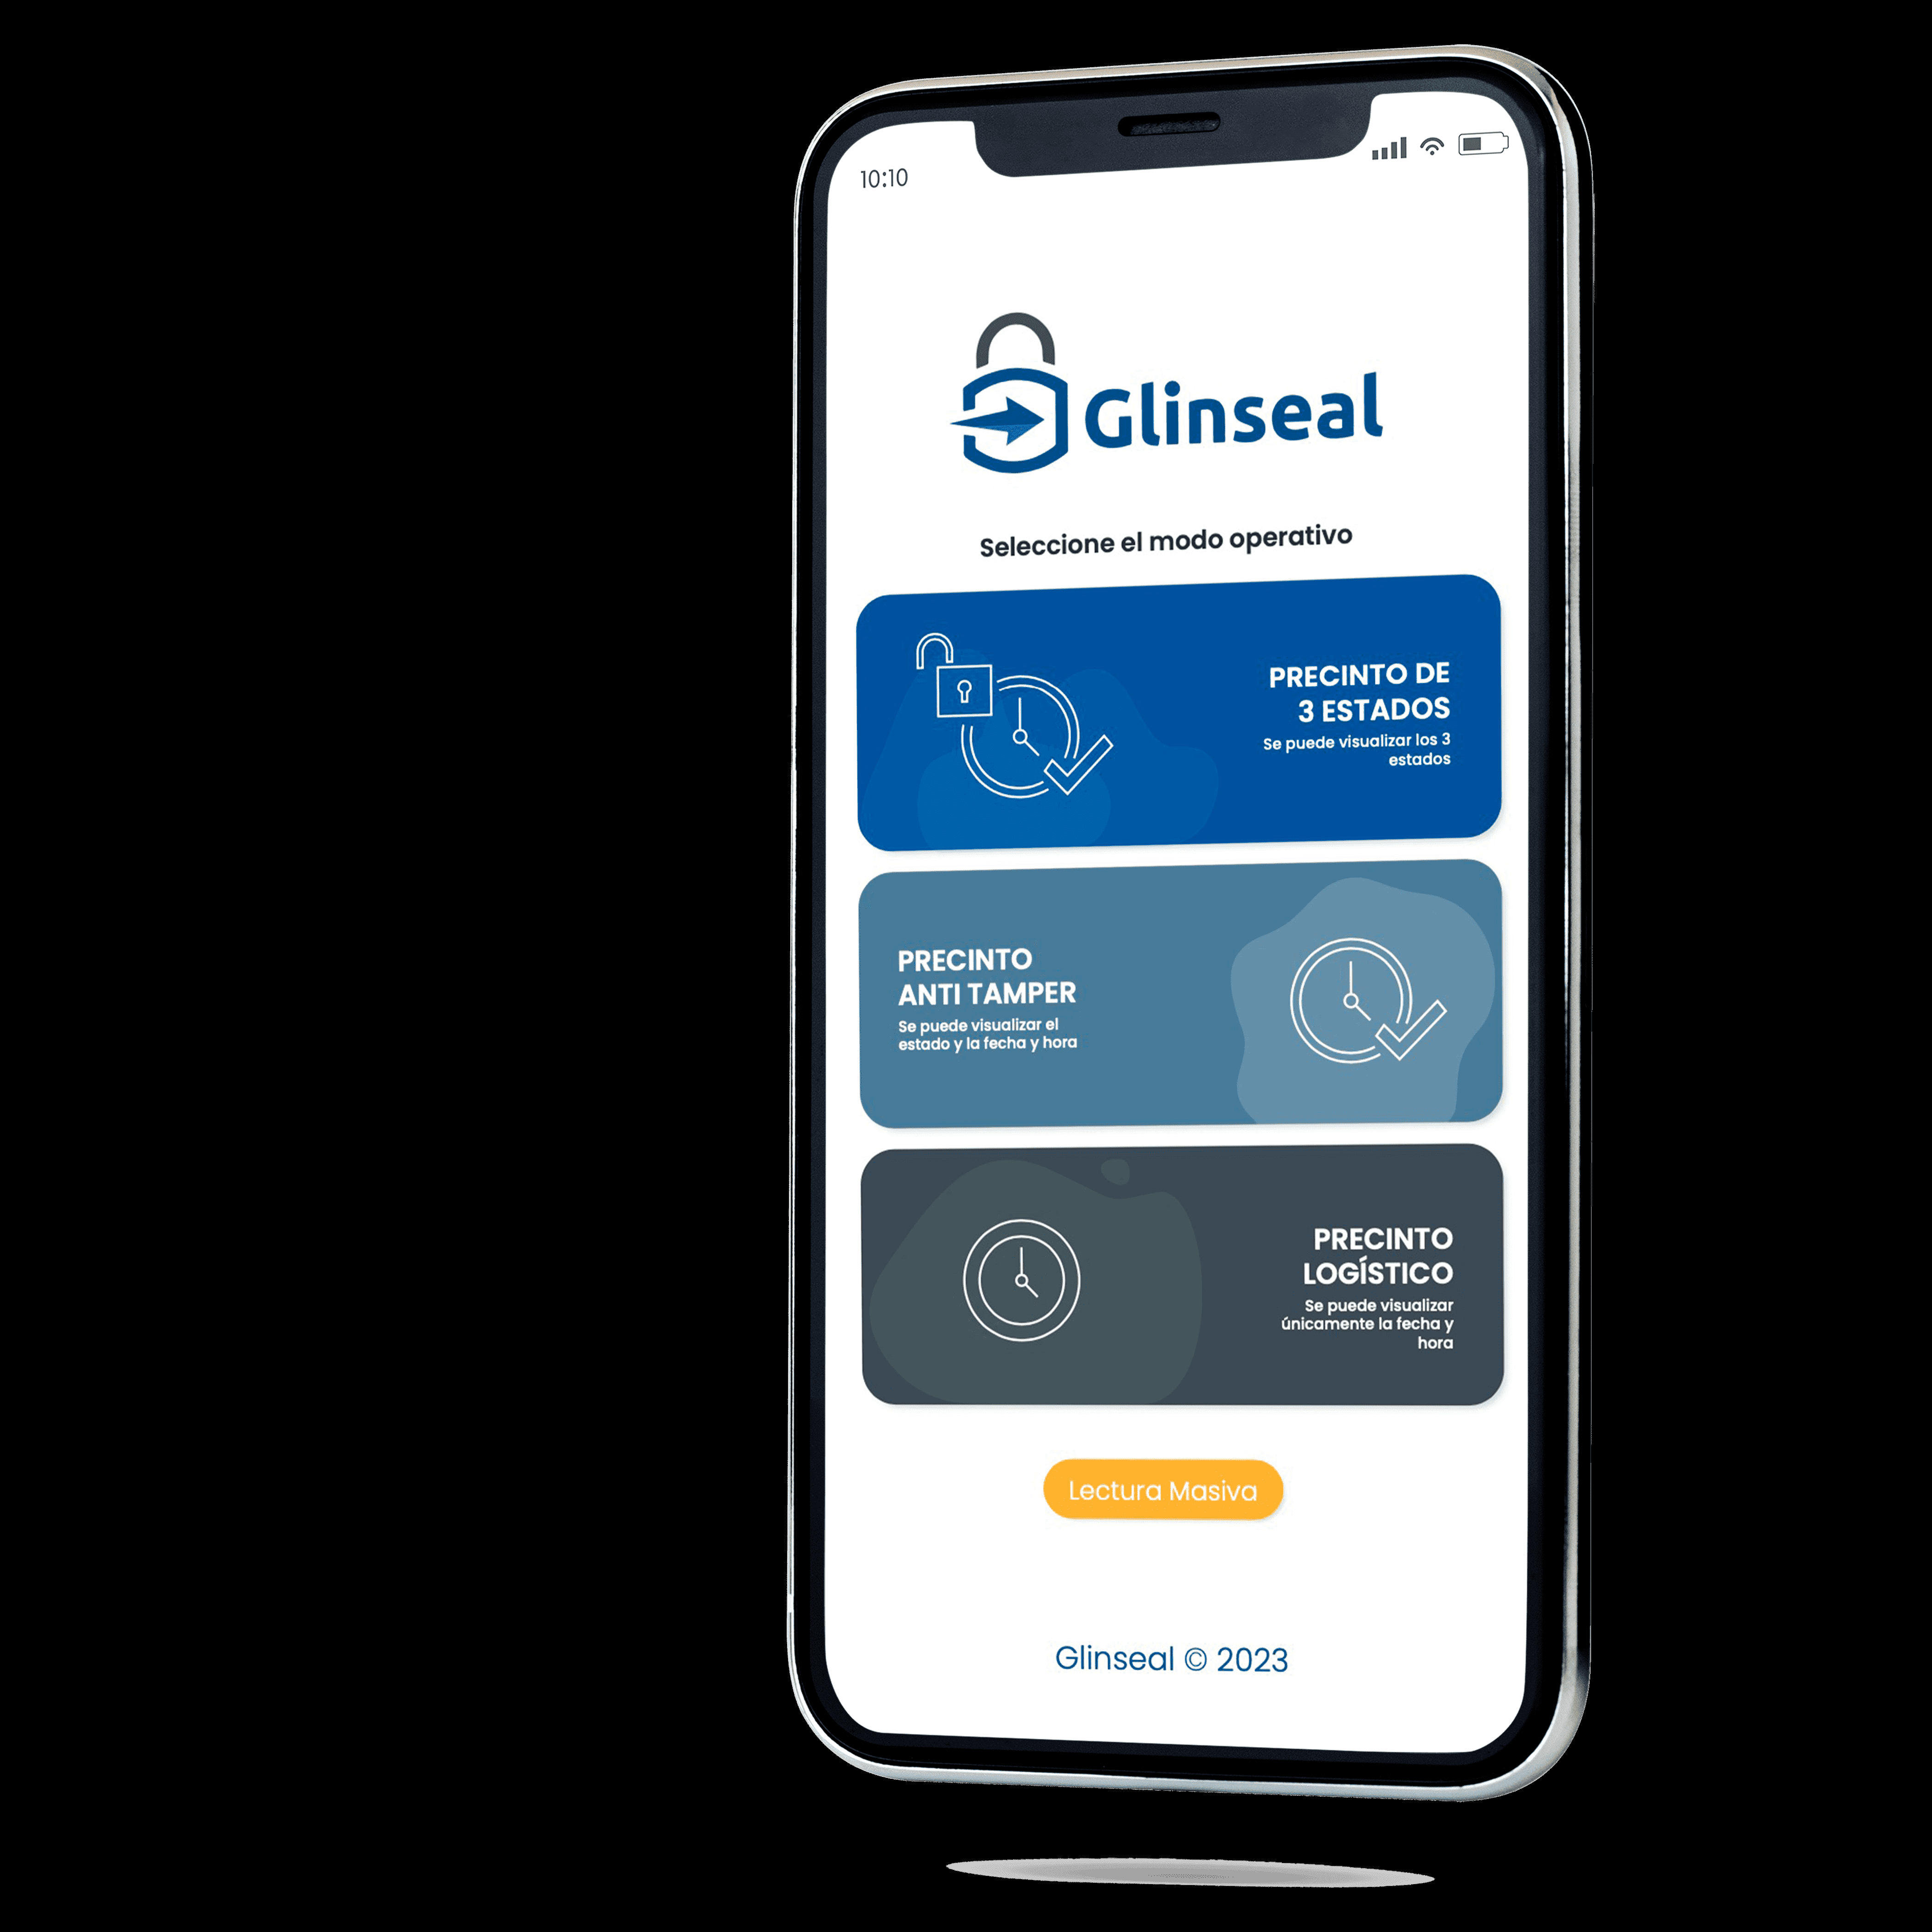 10:10
Glinseal
Seleccione el modo operativo
PRECINTO DE
3 ESTADOS
Se puede visualizar los 3
estados
PRECINTO
ANTI TAMPER
Se puede visualizar el
estado y la fecha y hora
PRECINTO
LOGÍSTICO
Se puede visualizar
únicamente la fecha y
hora
Lectura Masiva
Glinseal © 2023